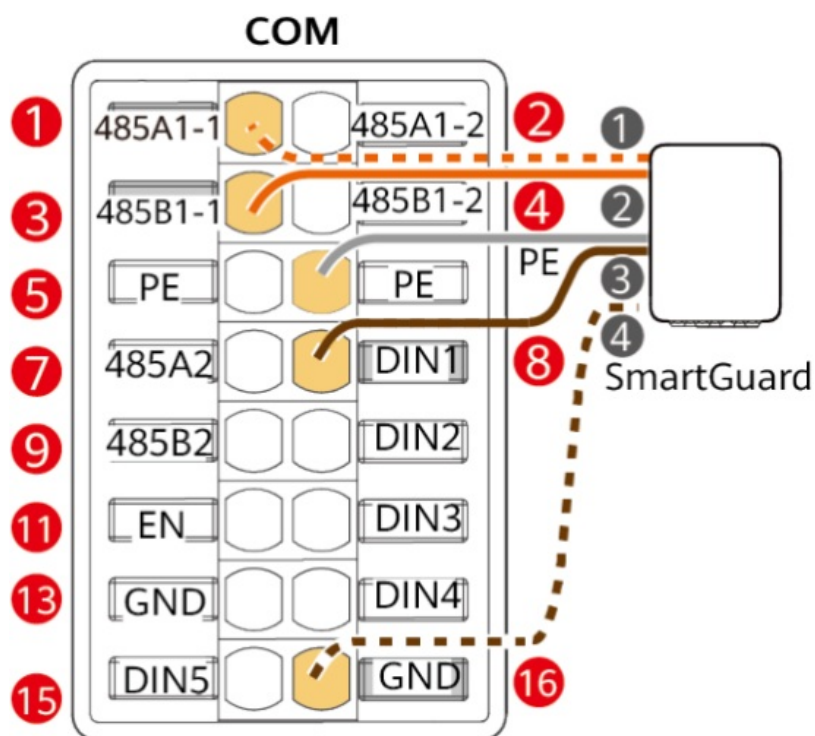 COM
1 485A1-1 485A1-2 2 1
3 485B1-1 485B1-2 4 2
5 PE PE PE 3
7 485A2 DIN1 8 4
SmartGuard
9 485B2 DIN2
11 EN DIN3
13 GND DIN4
15 DIN5 GND 16